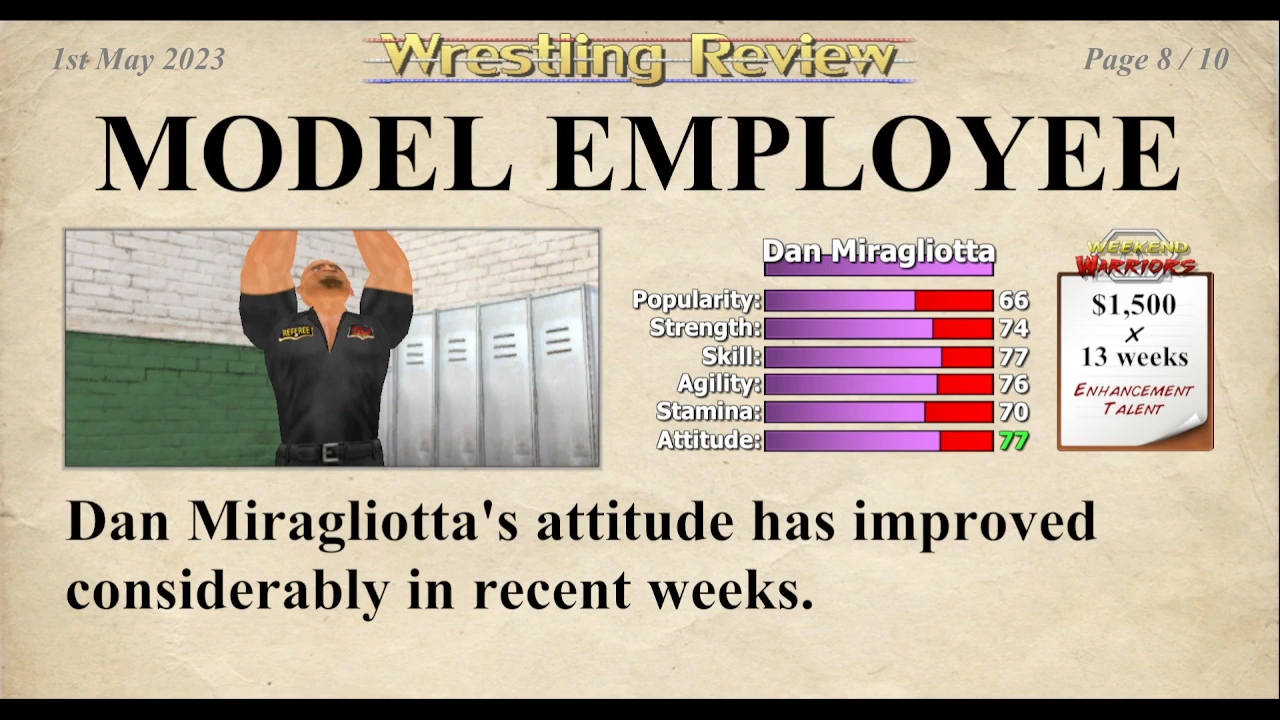 1st May 2023
Wrestling Review
Page 8 / 10
MODEL EMPLOYEE
REFEREE
Dan Miragliotta
Popularity: 66
Strength: 74
Skill: 77
Agility: 76
Stamina: 70
Attitude: 77
WEEKEND
WARRIORS
$1,500
x
13 weeks
ENHANCEMENT
TALENT
Dan Miragliotta's attitude has improved
considerably in recent weeks.